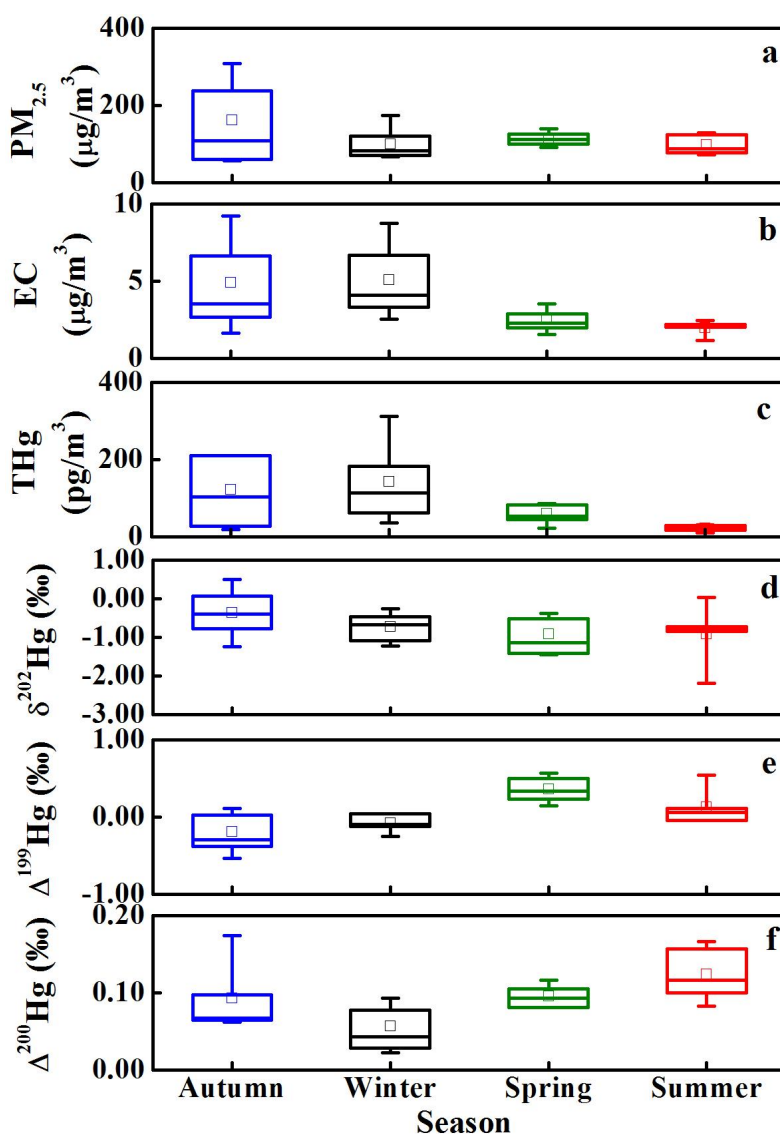 400
200
0
PM2.5
(μg/m³)
a
10
5
0
EC
(μg/m³)
b
400
200
0
THg
(pg/m³)
c
1.00
0.00
-1.00
-2.00
-3.00
δ²⁰²Hg (‰)
d
1.00
0.00
-1.00
Δ¹⁹⁹Hg (‰)
e
0.20
0.10
0.00
Δ²⁰⁰Hg (‰)
f
Autumn Winter Spring Summer
Season